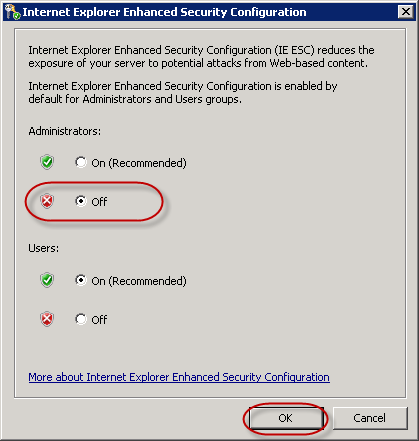 Internet Explorer Enhanced Security Configuration
Internet Explorer Enhanced Security Configuration (IE ESC) reduces the
exposure of your server to potential attacks from Web-based content.
Internet Explorer Enhanced Security Configuration is enabled by
default for Administrators and Users groups.
Administrators:
On (Recommended)
Off
Users:
On (Recommended)
Off
More about Internet Explorer Enhanced Security Configuration
OK
Cancel